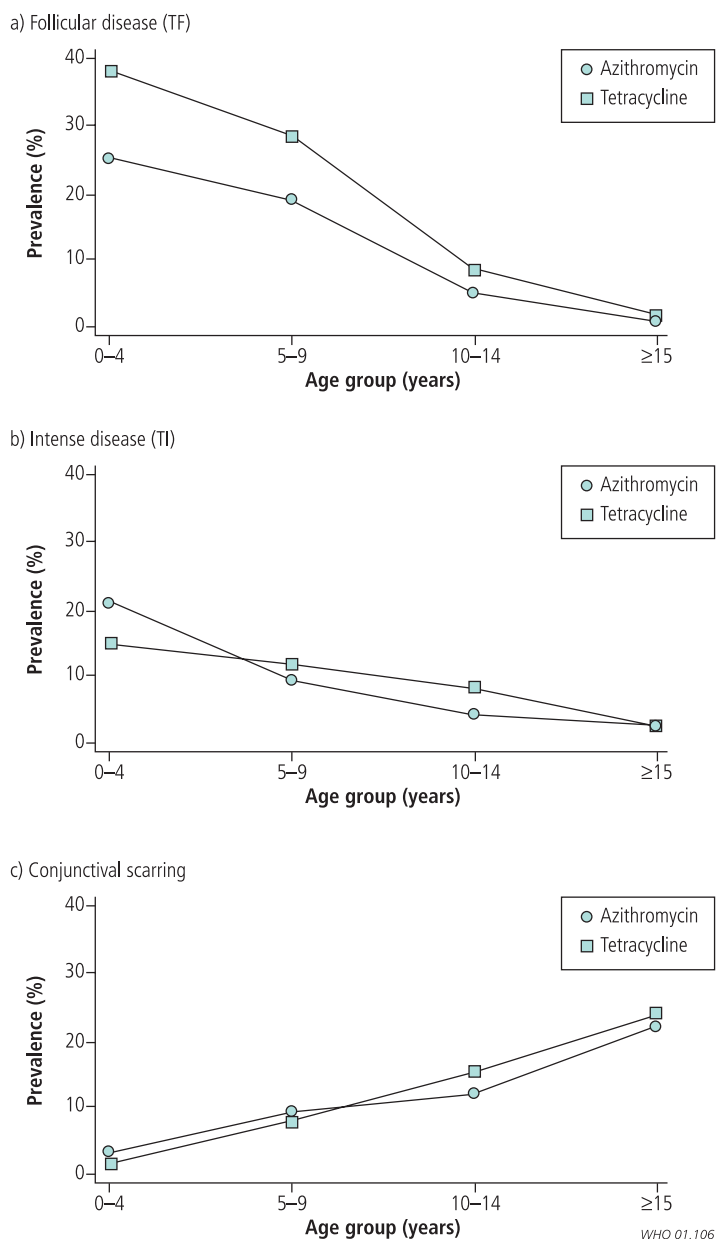 a) Follicular disease (TF)
40
30
20
10
0
Prevalence (%)
Azithromycin
Tetracycline
0–4 5–9 10–14 ≥15
Age group (years)
b) Intense disease (TI)
40
30
20
10
0
Prevalence (%)
Azithromycin
Tetracycline
0–4 5–9 10–14 ≥15
Age group (years)
c) Conjunctival scarring
40
30
20
10
0
Prevalence (%)
Azithromycin
Tetracycline
0–4 5–9 10–14 ≥15
Age group (years)
WHO 01.106